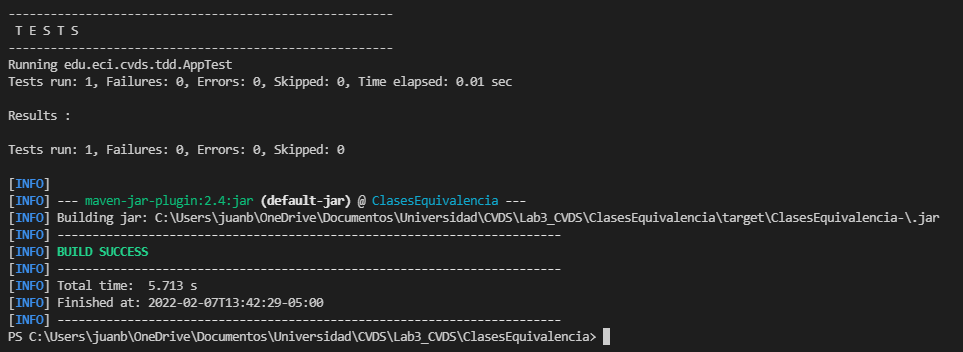 -------------------------------------------------------
 T E S T S
-------------------------------------------------------
Running edu.eci.cvds.tdd.AppTest
Tests run: 1, Failures: 0, Errors: 0, Skipped: 0, Time elapsed: 0.01 sec

Results :

Tests run: 1, Failures: 0, Errors: 0, Skipped: 0

[INFO]
[INFO] --- maven-jar-plugin:2.4:jar (default-jar) @ ClasesEquivalencia ---
[INFO] Building jar: C:\Users\juanb\OneDrive\Documentos\Universidad\CVDS\Lab3_CVDS\ClasesEquivalencia\target\ClasesEquivalencia-\.jar
[INFO] ------------------------------------------------------------------------
[INFO] BUILD SUCCESS
[INFO] ------------------------------------------------------------------------
[INFO] Total time:  5.713 s
[INFO] Finished at: 2022-02-07T13:42:29-05:00
[INFO] ------------------------------------------------------------------------
PS C:\Users\juanb\OneDrive\Documentos\Universidad\CVDS\Lab3_CVDS\ClasesEquivalencia>